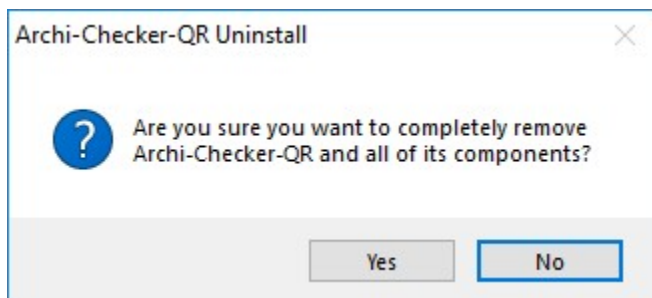 Archi-Checker-QR Uninstall
?
Are you sure you want to completely remove
Archi-Checker-QR and all of its components?
Yes
No